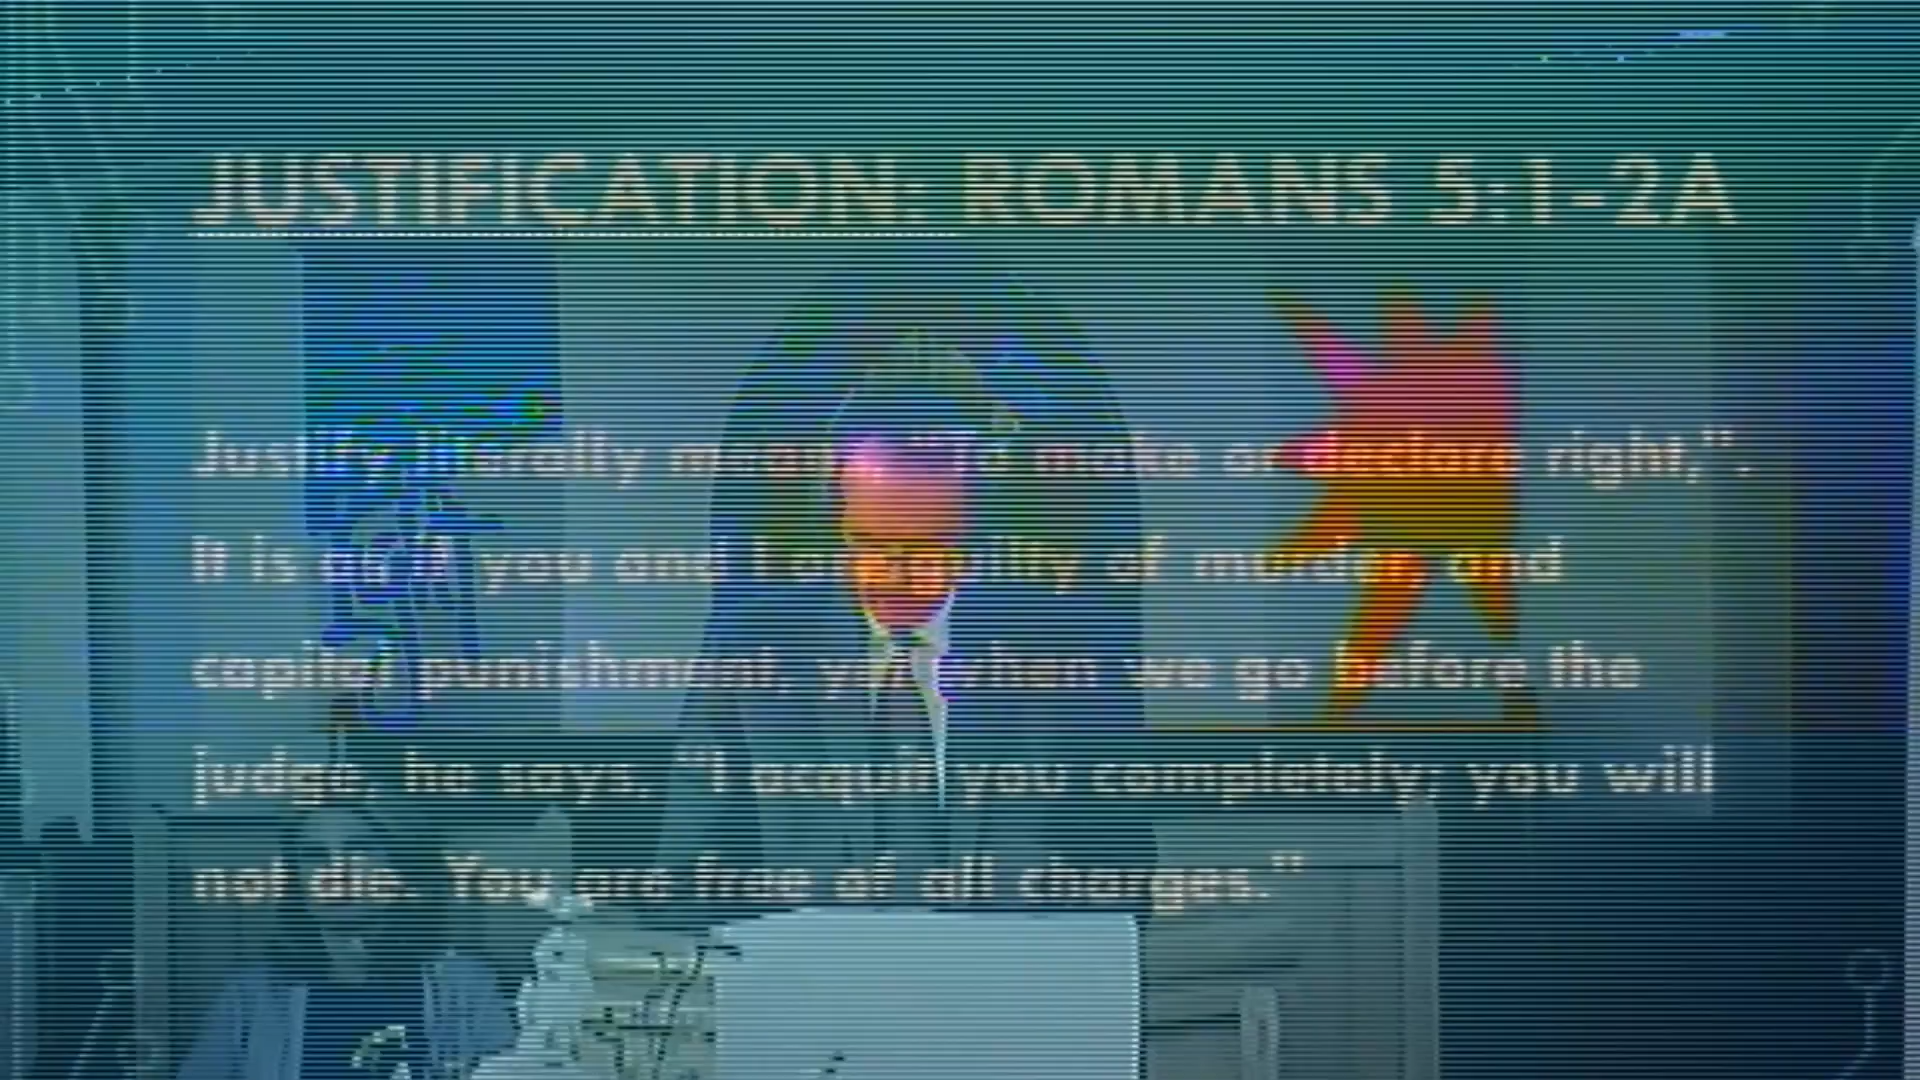 JUSTIFICATION: ROMANS 5:1-2A
Justify literally means, "To make or declare right,".
It is as if you and I are guilty of murder and
capital punishment, yet when we go before the
judge, he says, "I acquit you completely; you will
not die. You are free of all charges."